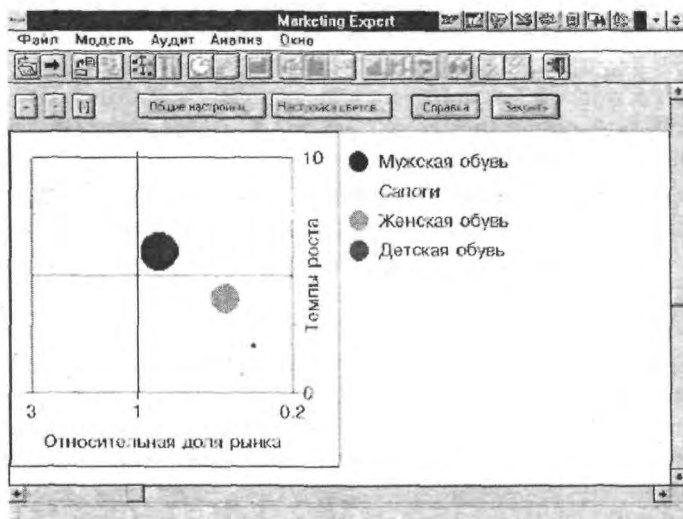 Marketing Expert
Файл Модель Аудит Анализ Окно
Общие настройки... Настройка цветов... Справка Закрыть
10
Мужская обувь
Сапоги
Женская обувь
Детская обувь
Темпы роста
0
3 1 0.2
Относительная доля рынка